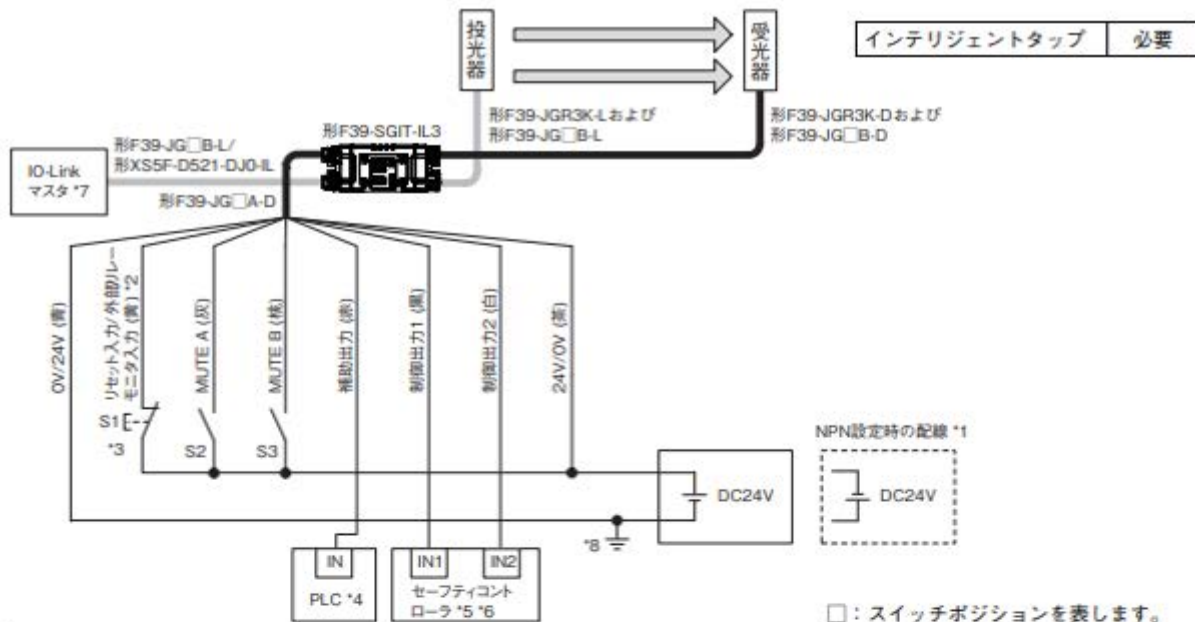 投光器
受光器
インテリジェントタップ 必要
形F39-JGR3K-Lおよび
形F39-JG□B-L
形F39-JGR3K-Dおよび
形F39-JG□B-D
形F39-SGIT-IL3
形F39-JG□B-L/
形XS5F-D521-DJ0-IL
IO-Link
マスタ *7
形F39-JG□A-D
0V/24V (青)
リセット入力/外部リレー
モニタ入力 (黄) *2
MUTE A (灰)
MUTE B (桃)
補助出力 (赤)
制御出力1 (黒)
制御出力2 (白)
24V/0V (茶)
S1
*3
S2
S3
NPN設定時の配線 *1
DC24V
DC24V
*8
IN
PLC *4
IN1
IN2
セーフティコント
ローラ *5 *6
□：スイッチポジションを表します。